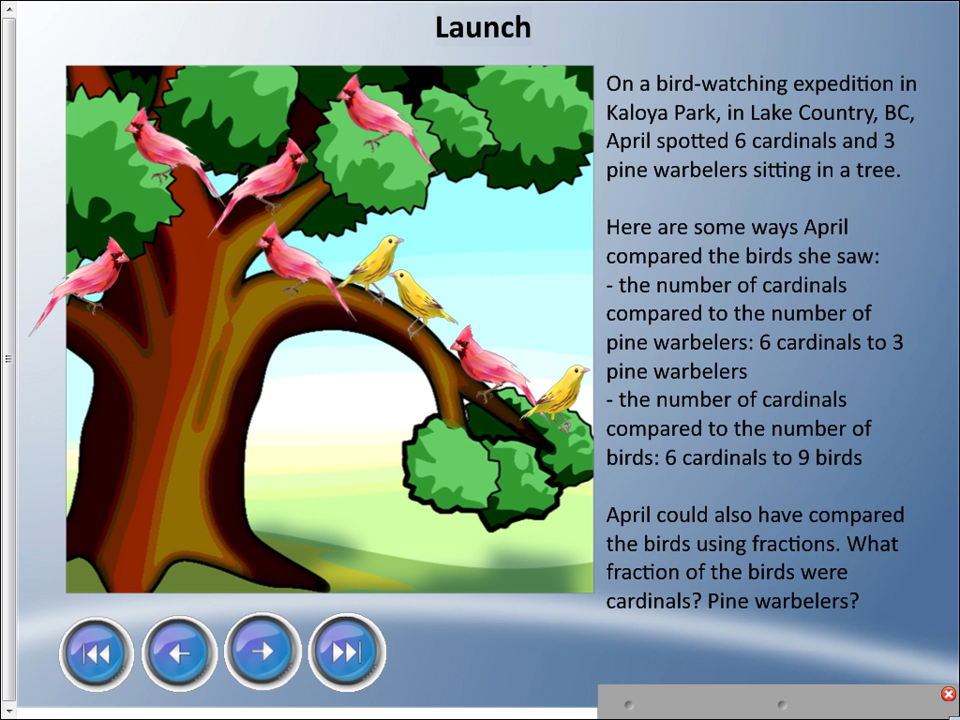 Launch
On a bird-watching expedition in
Kaloya Park, in Lake Country, BC,
April spotted 6 cardinals and 3
pine warbelers sitting in a tree.
Here are some ways April
compared the birds she saw:
- the number of cardinals
compared to the number of
pine warbelers: 6 cardinals to 3
pine warbelers
- the number of cardinals
compared to the number of
birds: 6 cardinals to 9 birds
April could also have compared
the birds using fractions. What
fraction of the birds were
cardinals? Pine warbelers?